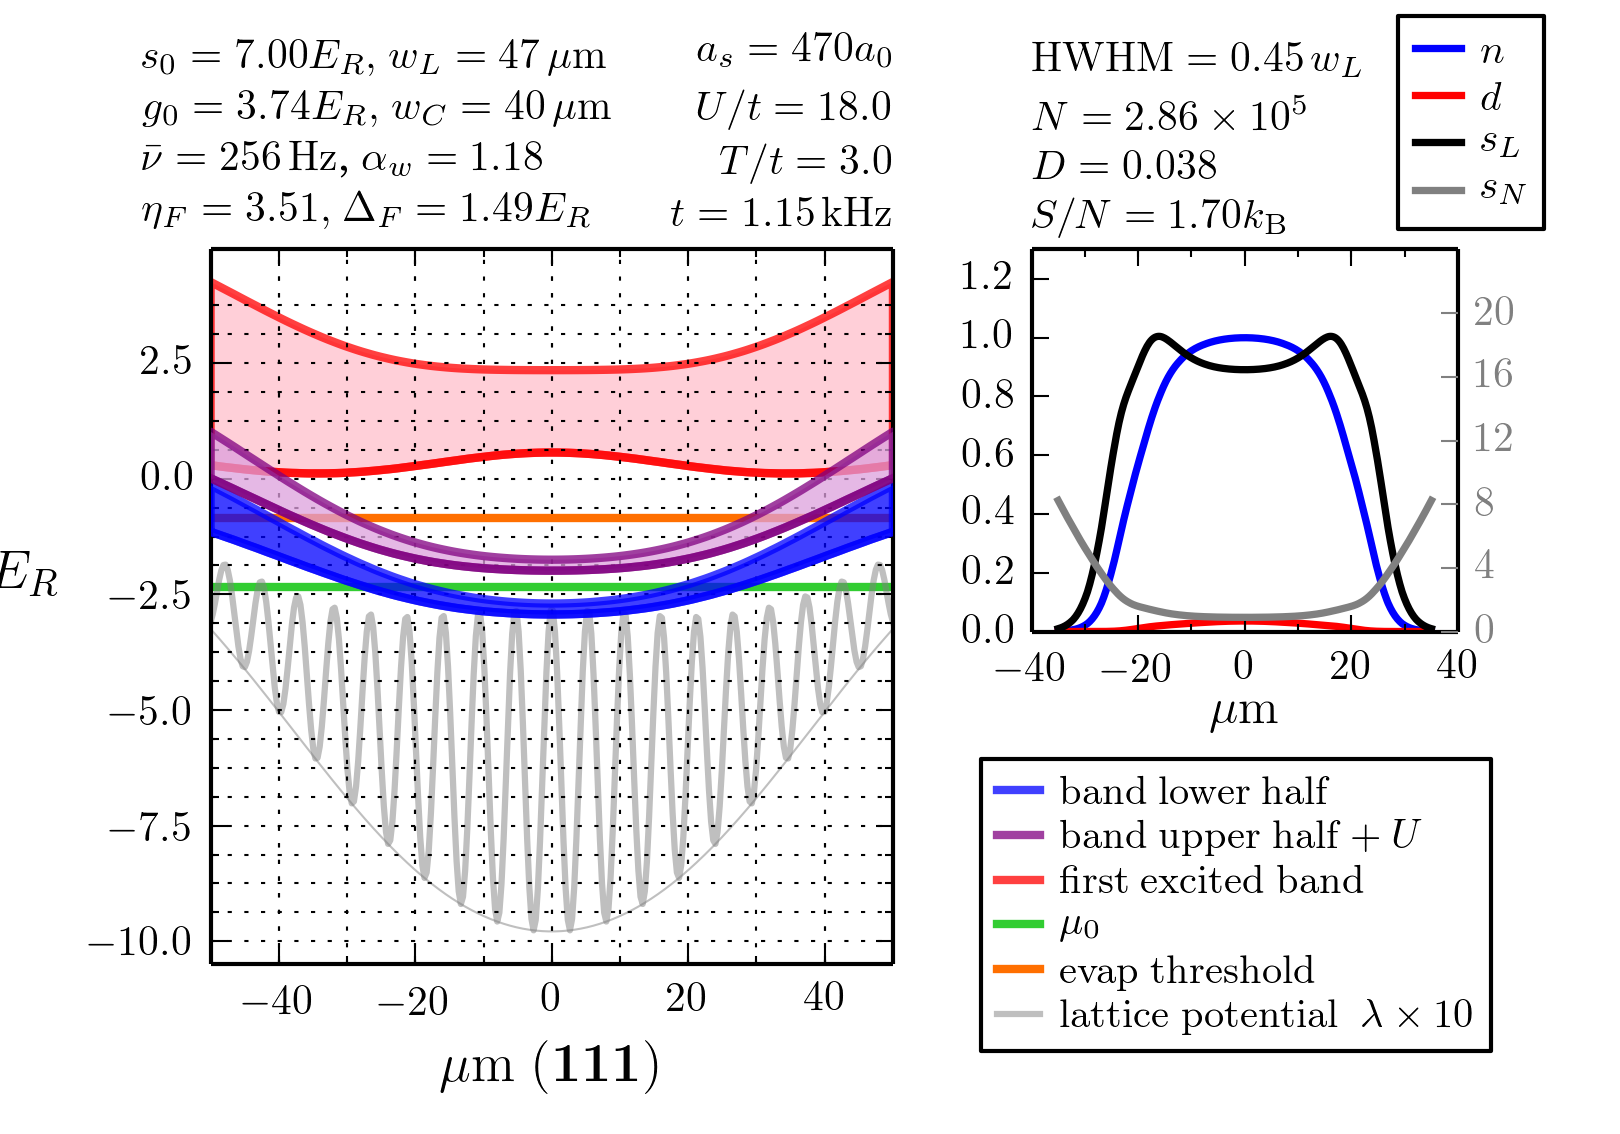 s₀ = 7.00E_R, w_L = 47 μm
g₀ = 3.74E_R, w_C = 40 μm
ν̄ = 256 Hz, α_w = 1.18
η_F = 3.51, Δ_F = 1.49E_R
a_s = 470a₀
U/t = 18.0
T/t = 3.0
t = 1.15 kHz
HWHM = 0.45 w_L
N = 2.86 × 10⁵
D = 0.038
S/N = 1.70k_B
n
d
s_L
s_N
E_R
2.5
0.0
−2.5
−5.0
−7.5
−10.0
−40 −20 0 20 40
μm (111)
1.2
1.0
0.8
0.6
0.4
0.2
0.0
20
16
12
8
4
0
−40 −20 0 20 40
μm
band lower half
band upper half + U
first excited band
μ₀
evap threshold
lattice potential λ × 10